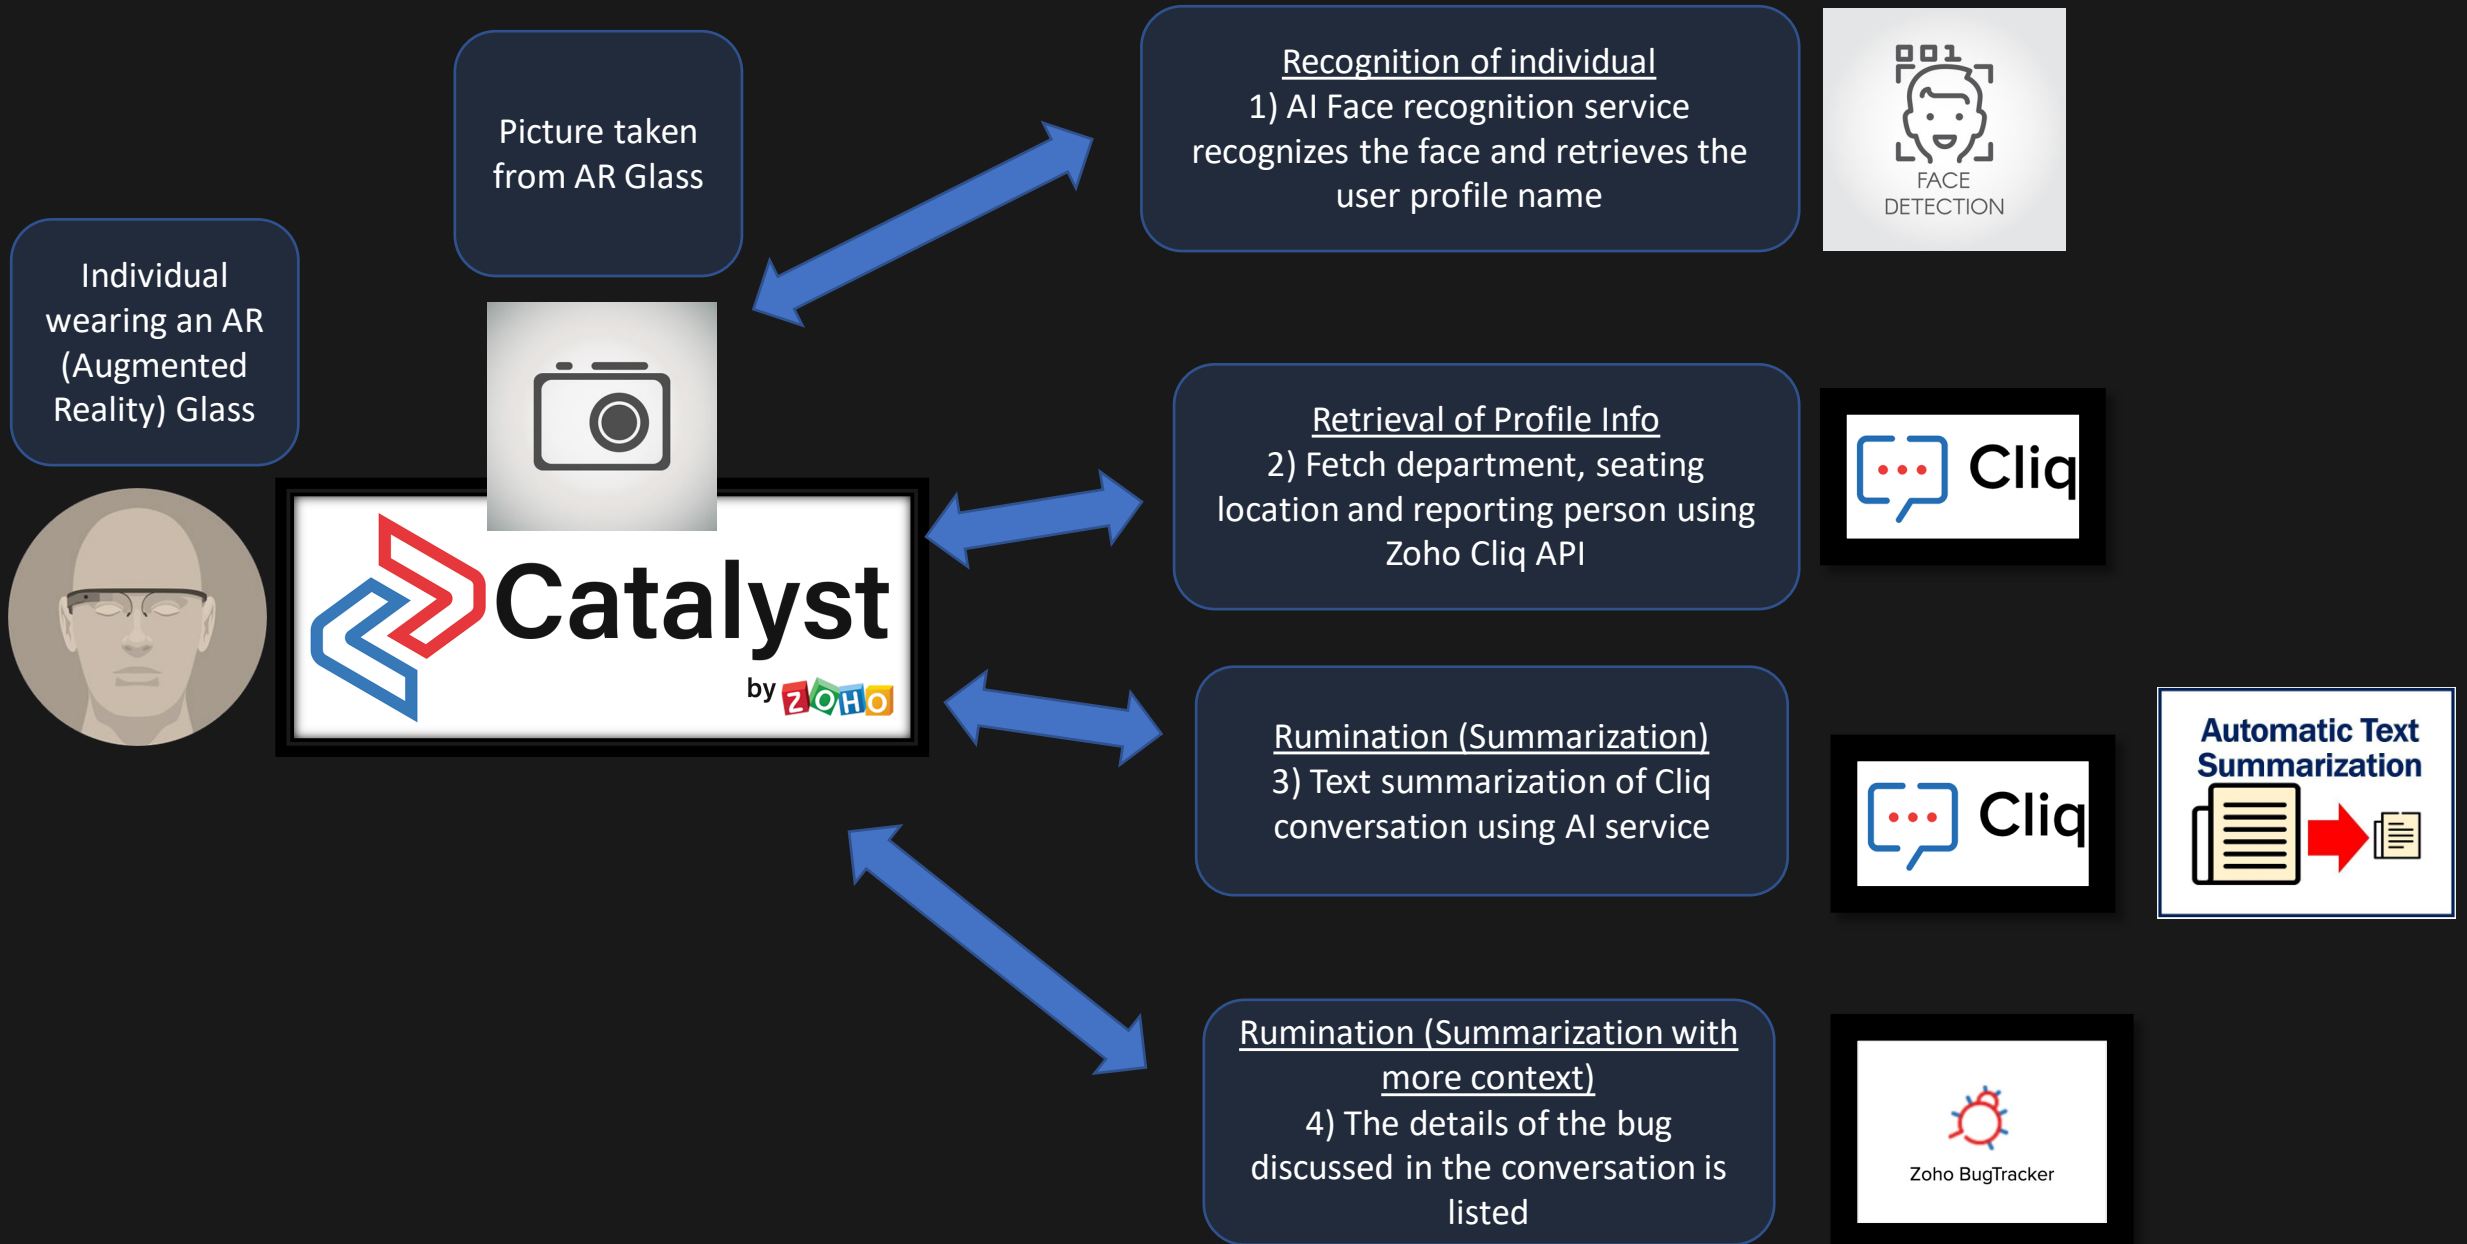 Individual
wearing an AR
(Augmented
Reality) Glass
Picture taken
from AR Glass
Catalyst
by ZOHO
Recognition of individual
1) AI Face recognition service
recognizes the face and retrieves the
user profile name
001
FACE
DETECTION
Retrieval of Profile Info
2) Fetch department, seating
location and reporting person using
Zoho Cliq API
Cliq
Rumination (Summarization)
3) Text summarization of Cliq
conversation using AI service
Cliq
Automatic Text
Summarization
Rumination (Summarization with
more context)
4) The details of the bug
discussed in the conversation is
listed
Zoho BugTracker